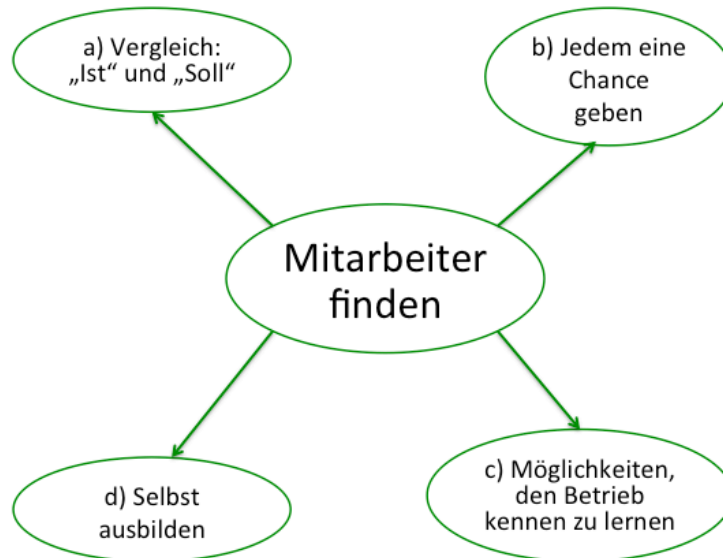 a) Vergleich:
„Ist“ und „Soll“
b) Jedem eine
Chance
geben
Mitarbeiter
finden
d) Selbst
ausbilden
c) Möglichkeiten,
den Betrieb
kennen zu lernen